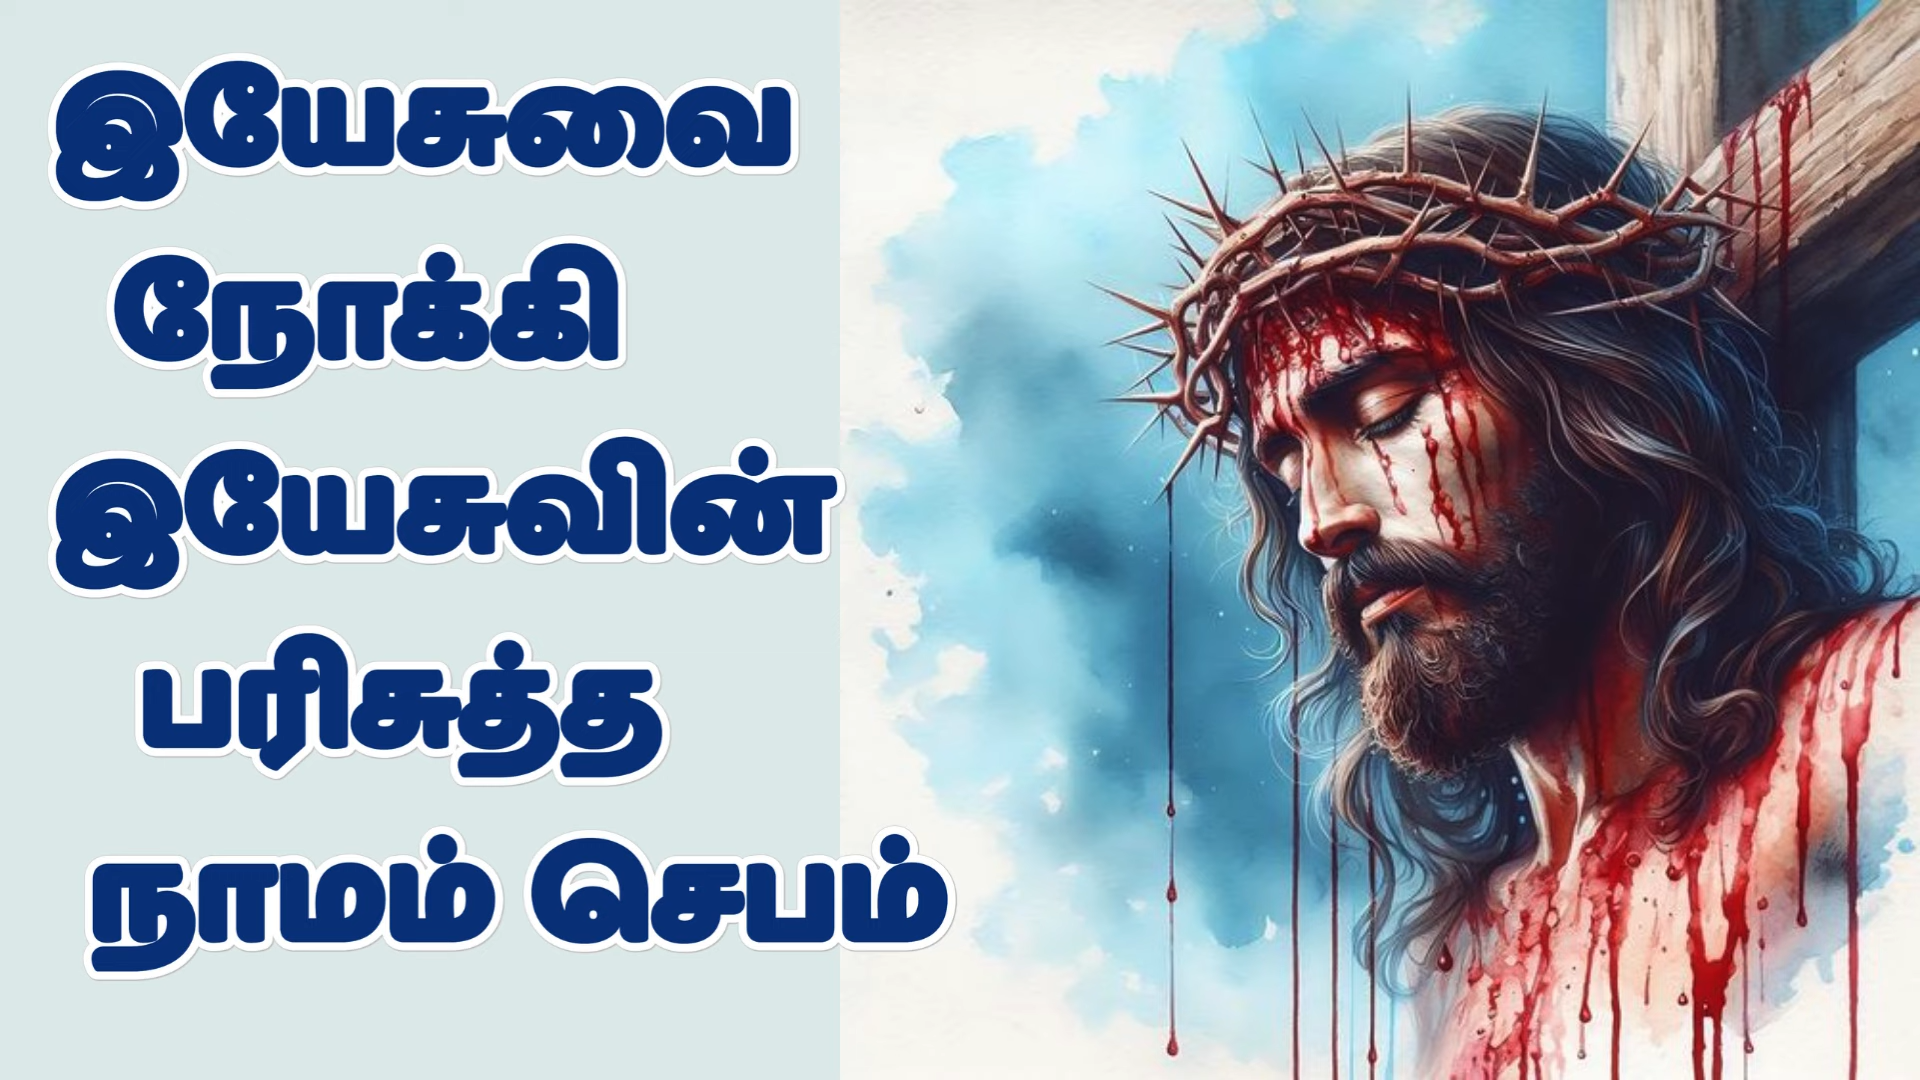 இயேசுவை
நோக்கி
இயேசுவின்
பரிசுத்த
நாமம் செபம்